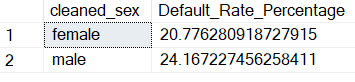 cleaned_sex Default_Rate_Percentage
1 female 20.776280918727915
2 male 24.167227456258411